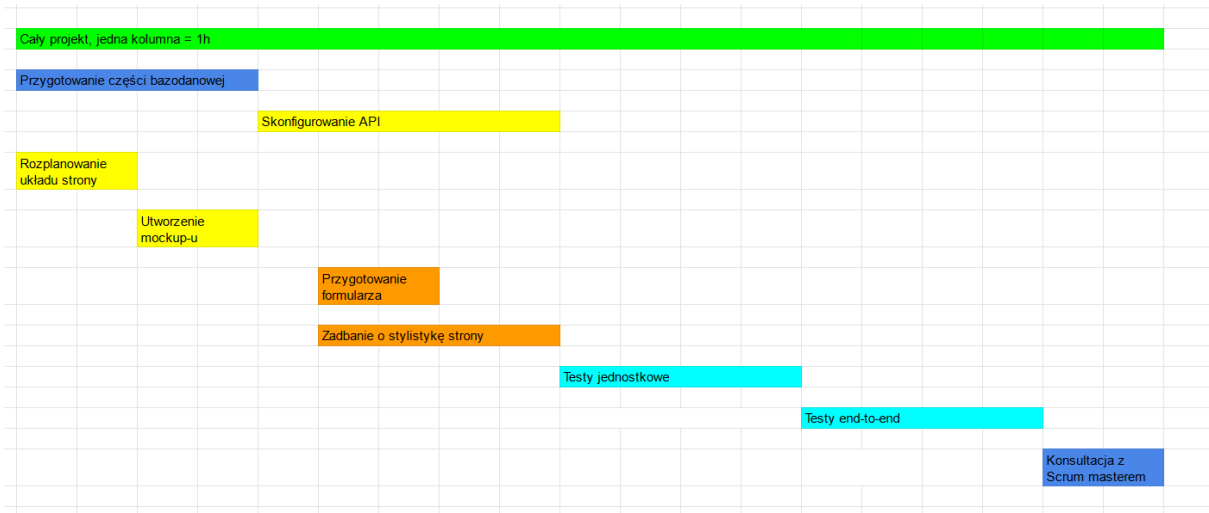 Cały projekt, jedna kolumna = 1h
Przygotowanie części bazodanowej
Skonfigurowanie API
Rozplanowanie
układu strony
Utworzenie
mockup-u
Przygotowanie
formularza
Zadbanie o stylistykę strony
Testy jednostkowe
Testy end-to-end
Konsultacja z
Scrum masterem